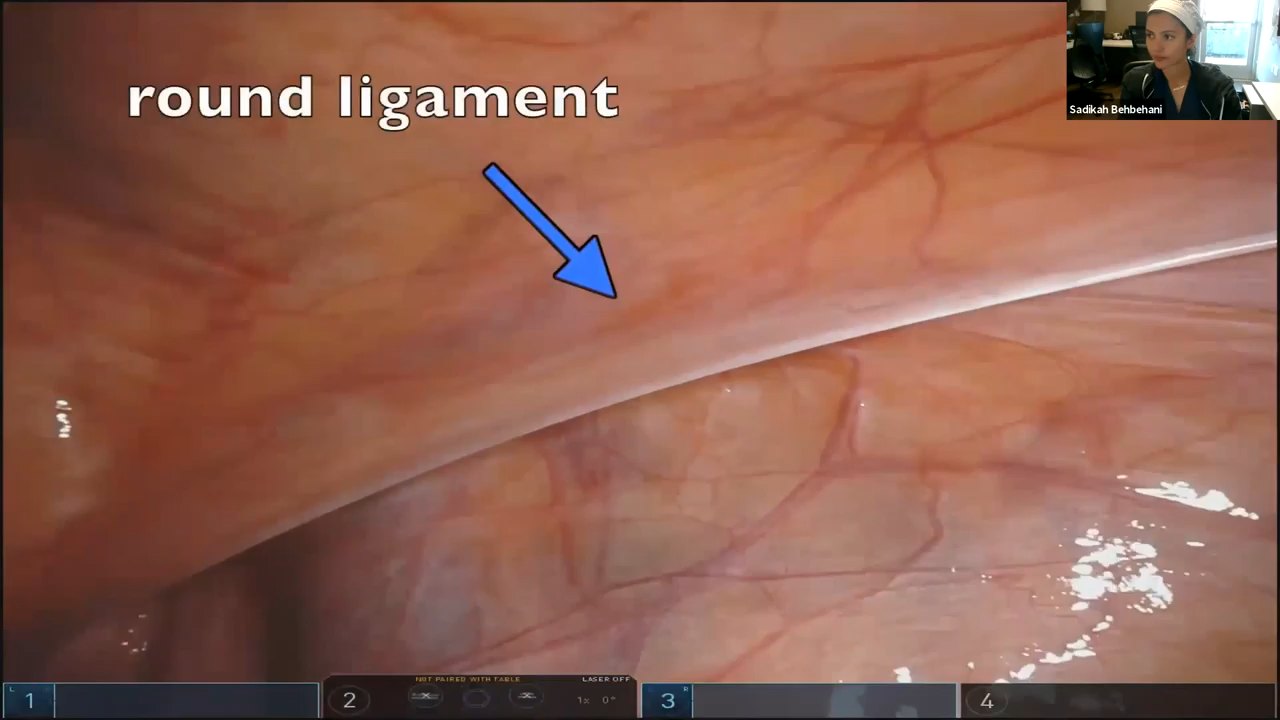 round ligament
Sadikah Behbehani
NOT PAIRED WITH TABLE
LASER OFF
L 1
2
1x 0°
R 3
4